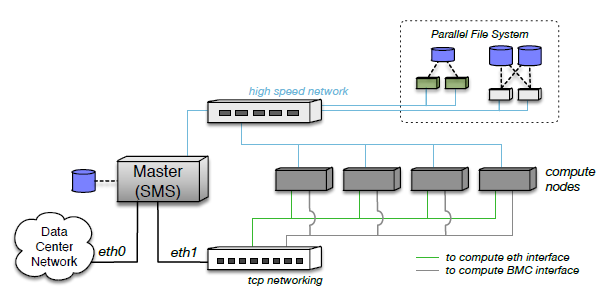 Parallel File System
high speed network
Master
(SMS)
compute
nodes
Data
Center
Network
eth0
eth1
tcp networking
to compute eth interface
to compute BMC interface